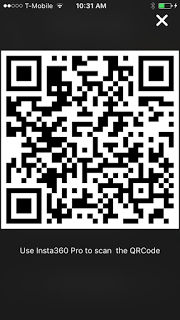 T-Mobile 10:31 AM
Use Insta360 Pro to scan the QRCode